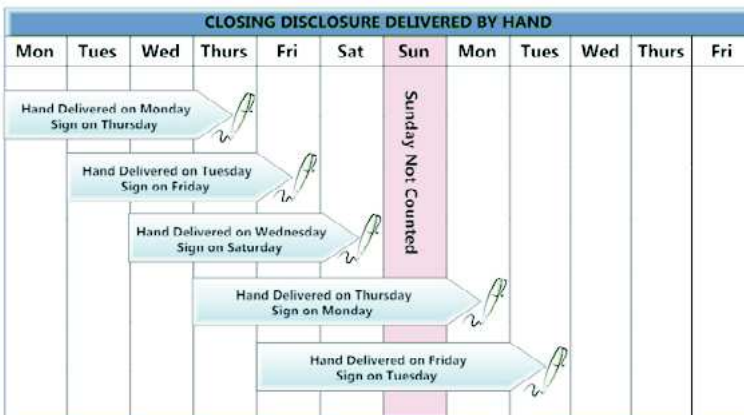 CLOSING DISCLOSURE DELIVERED BY HAND
Mon Tues Wed Thurs Fri Sat Sun Mon Tues Wed Thurs Fri
Hand Delivered on Monday
Sign on Thursday
Hand Delivered on Tuesday
Sign on Friday
Hand Delivered on Wednesday
Sign on Saturday
Sunday Not Counted
Hand Delivered on Thursday
Sign on Monday
Hand Delivered on Friday
Sign on Tuesday